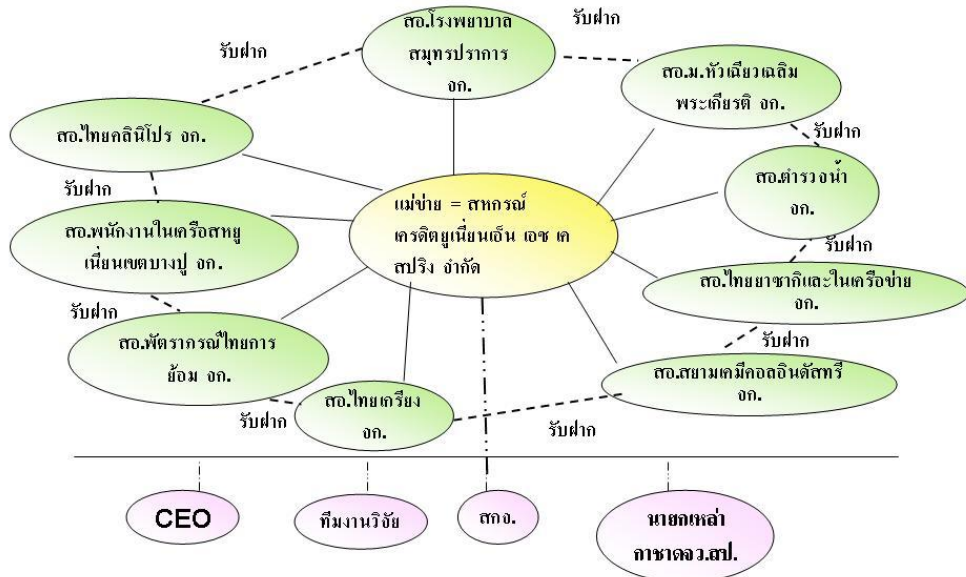 สอ.โรงพยาบาล
สมุทรปราการ
จก.
รับฝาก
รับฝาก
สอ.ม.หัวเฉียวเฉลิม
พระเกียรติ จก.
สอ.ไทยคลินิโปร จก.
รับฝาก
สอ.ตำรวจน้ำ
จก.
รับฝาก
แม่ข่าย = สหกรณ์
เครดิตยูเนี่ยนเอ็น เอช เค
สปริง จำกัด
สอ.พนักงานในเครือสหยู
เนี่ยนเขตบางปู จก.
รับฝาก
สอ.ไทยยาซากิและในเครือข่าย
จก.
รับฝาก
สอ.พัตราภรณ์ไทยการ
ย้อม จก.
รับฝาก
สอ.สยามเคมีคอลอินดัสทรี
จก.
สอ.ไทยเกรียง
จก.
รับฝาก
รับฝาก
CEO
ทีมงานวิจัย
สกจ.
นายกเหล่า
กาชาดจว.สป.